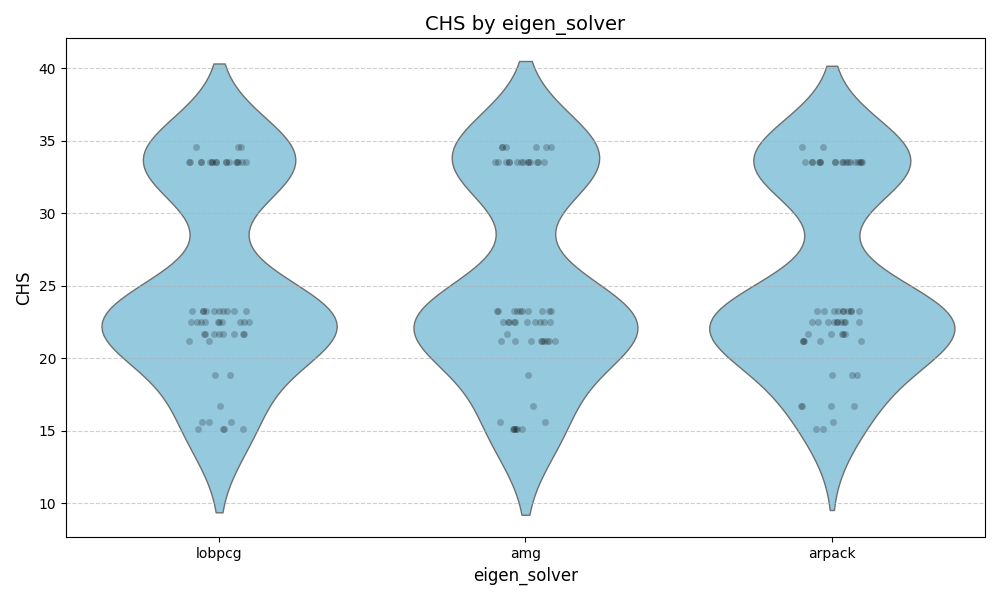 CHS by eigen_solver
CHS
40
35
30
25
20
15
10
lobpcg
amg
arpack
eigen_solver